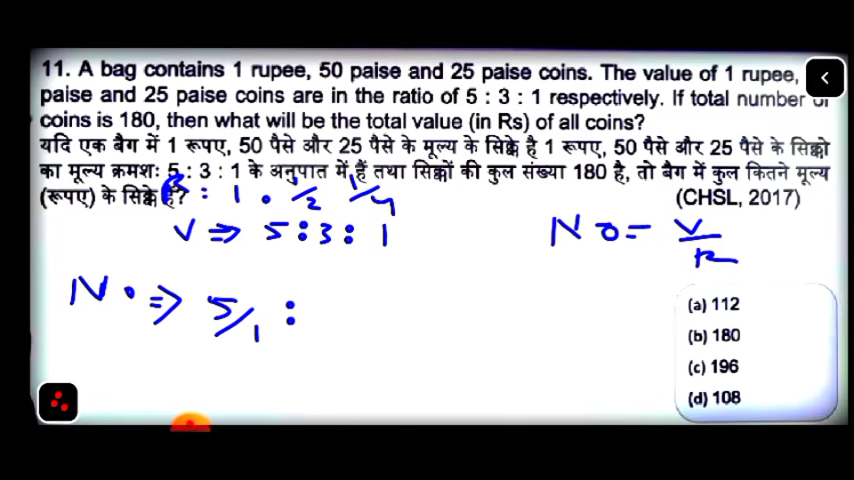 11. A bag contains 1 rupee, 50 paise and 25 paise coins. The value of 1 rupee,
paise and 25 paise coins are in the ratio of 5 : 3 : 1 respectively. If total number of
coins is 180, then what will be the total value (in Rs) of all coins?
यदि एक बैग में 1 रूपए, 50 पैसे और 25 पैसे के मूल्य के सिक्के है 1 रूपए, 50 पैसे और 25 पैसे के सिक्को
का मूल्य क्रमशः 5 : 3 : 1 के अनुपात में हैं तथा सिक्कों की कुल संख्या 180 है, तो बैग में कुल कितने मूल्य
(रूपए) के सिक्के है?
(CHSL, 2017)
R : 1 . 1/2 1/4
V ⇒ 5 : 3 : 1
No = V/R
No. ⇒ 5/1 :
(a) 112
(b) 180
(c) 196
(d) 108